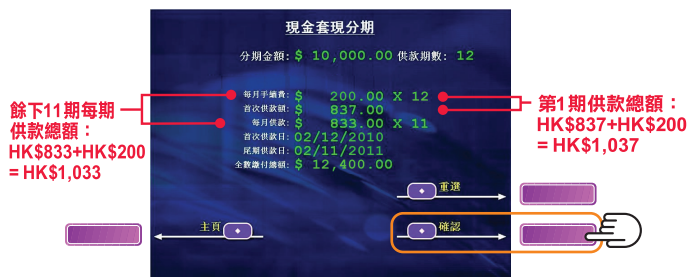 現金套現分期
分期金額: $ 10,000.00 供款期數: 12
每月手續費: $ 200.00 X 12
首次供款額: $ 837.00
每月供款: $ 833.00 X 11
首次供款日: 02/12/2010
尾期供款日: 02/11/2011
全數繳付總額: $ 12,400.00
餘下11期每期
供款總額：
HK$833+HK$200
= HK$1,033
第1期供款總額：
HK$837+HK$200
= HK$1,037
重選
主頁
確認